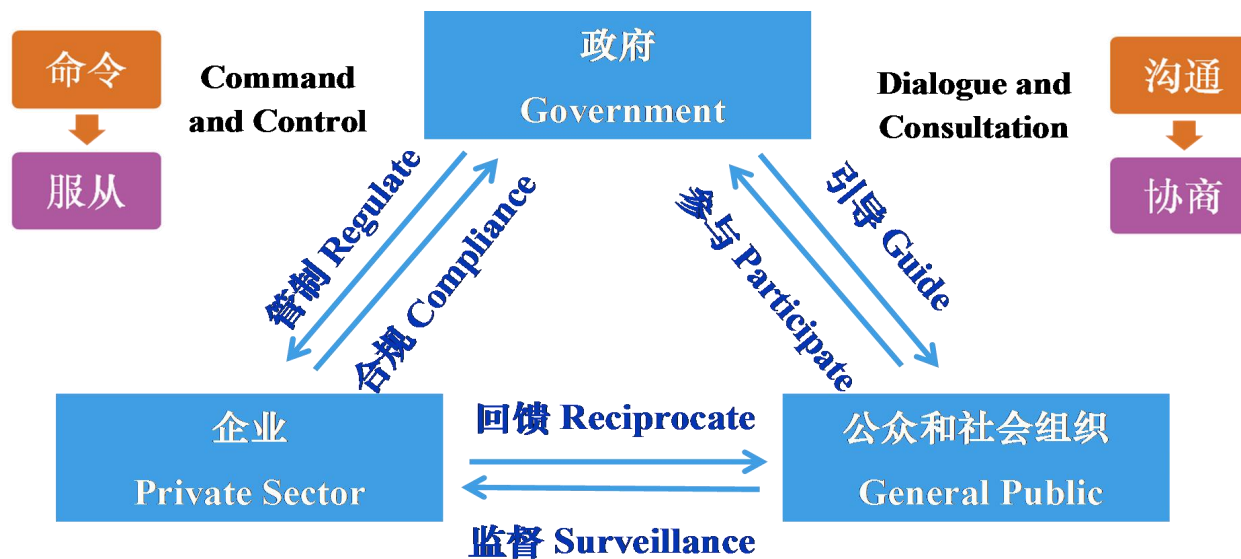 政府
Government
命令
服从
Command
and Control
Dialogue and
Consultation
沟通
协商
管制 Regulate
合规 Compliance
参与 Participate
引导 Guide
企业
Private Sector
回馈 Reciprocate
监督 Surveillance
公众和社会组织
General Public